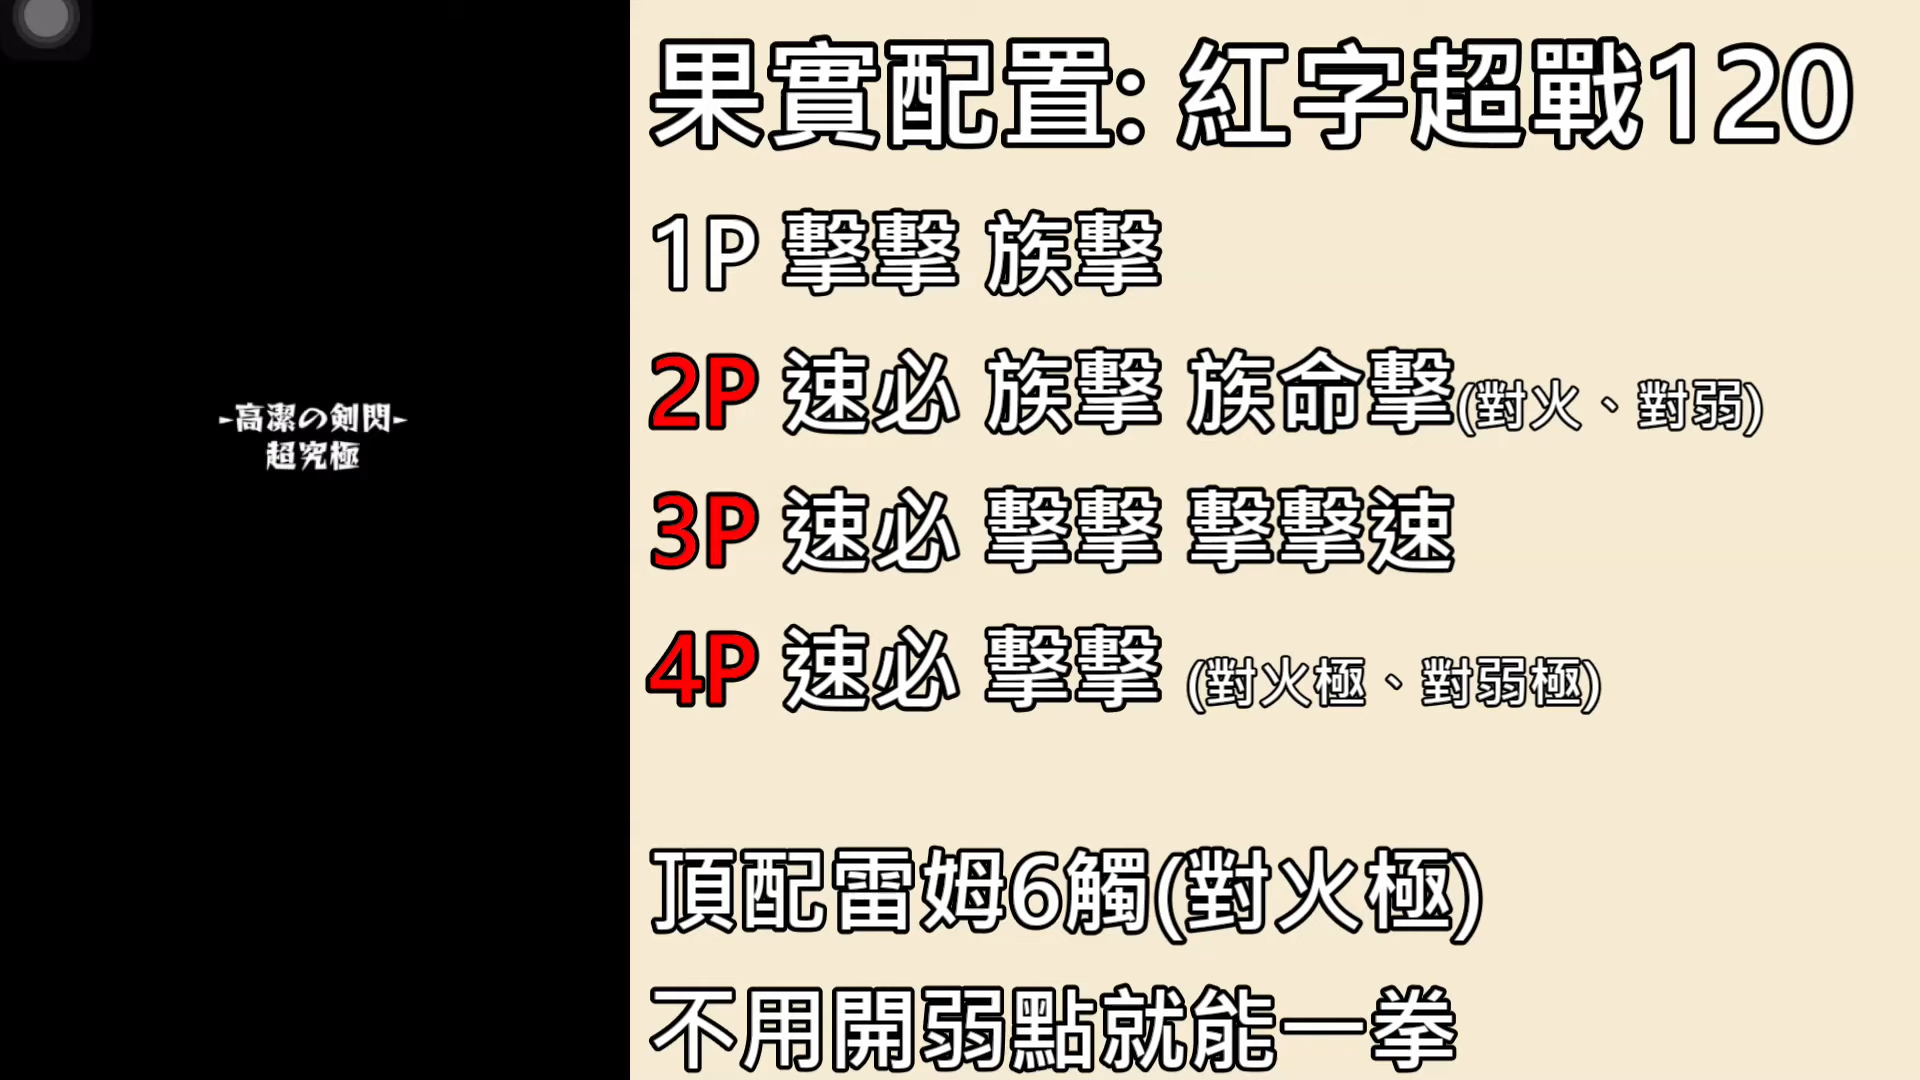 -高潔の剣閃-
超究極
果實配置: 紅字超戰120
1P 擊擊 族擊
2P 速必 族擊 族命擊(對火、對弱)
3P 速必 擊擊 擊擊速
4P 速必 擊擊 (對火極、對弱極)
頂配雷姆6觸(對火極)
不用開弱點就能一拳